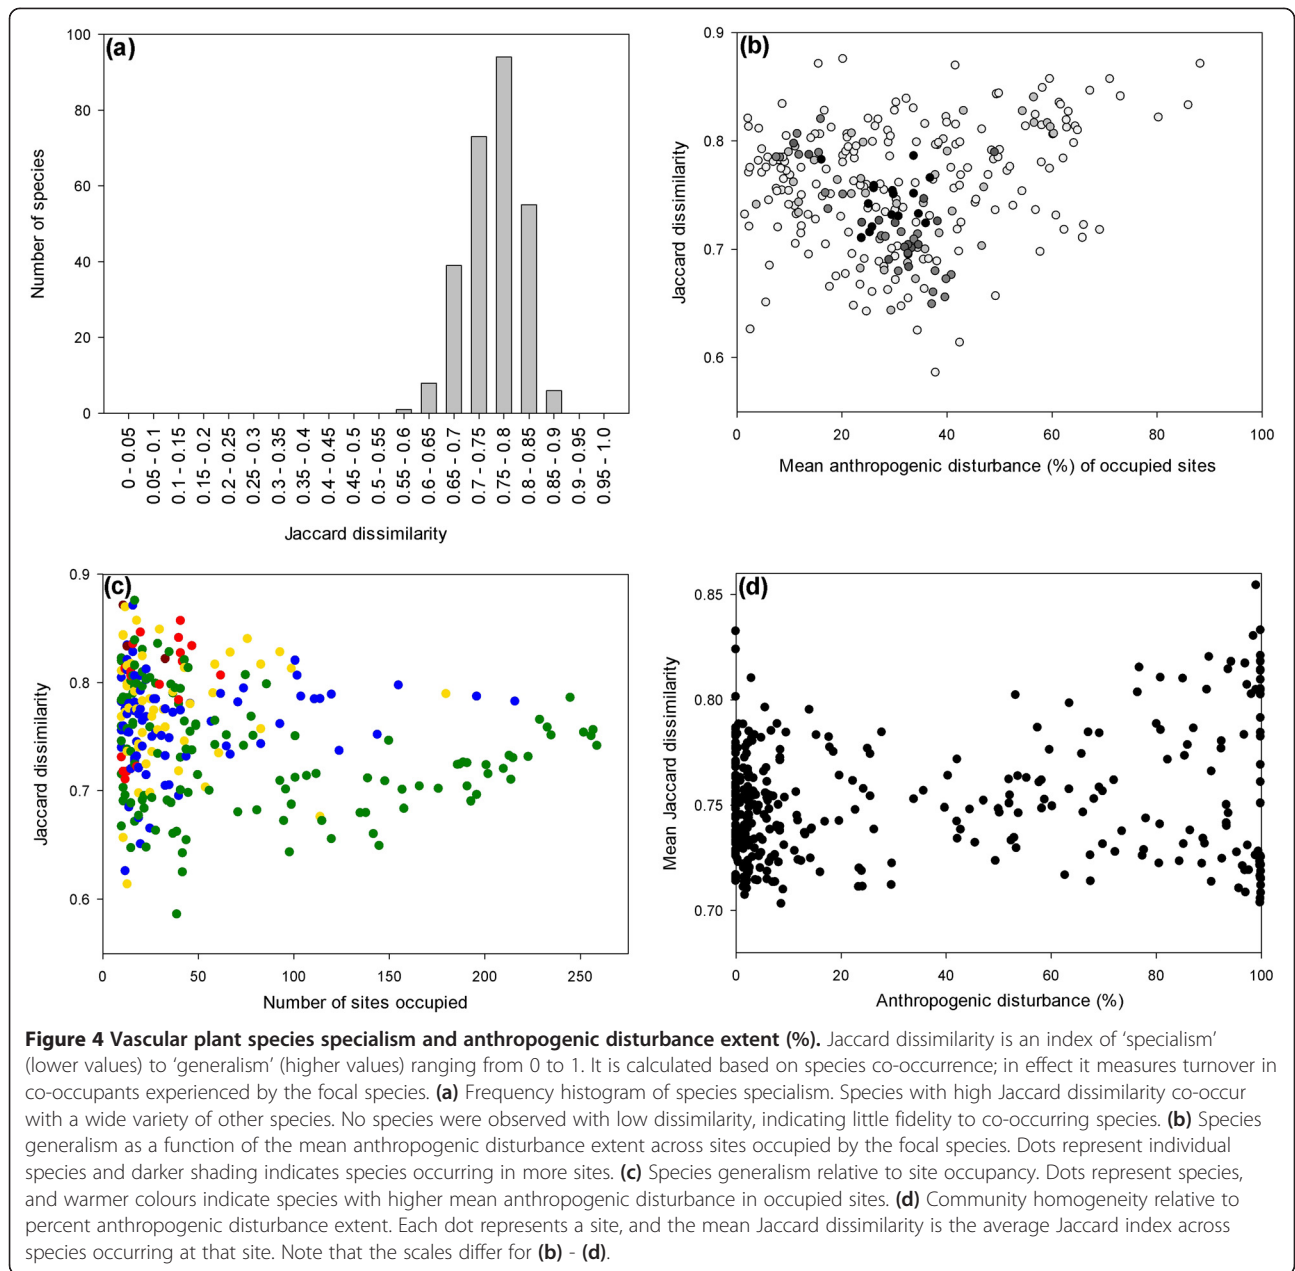 (a)
100
80
60
40
20
0
Number of species
0 - 0.05
0.05 - 0.1
0.1 - 0.15
0.15 - 0.2
0.2 - 0.25
0.25 - 0.3
0.3 - 0.35
0.35 - 0.4
0.4 - 0.45
0.45 - 0.5
0.5 - 0.55
0.55 - 0.6
0.6 - 0.65
0.65 - 0.7
0.7 - 0.75
0.75 - 0.8
0.8 - 0.85
0.85 - 0.9
0.9 - 0.95
0.95 - 1.0
Jaccard dissimilarity
(b)
0.9
0.8
0.7
0.6
Jaccard dissimilarity
0 20 40 60 80 100
Mean anthropogenic disturbance (%) of occupied sites
(c)
0.9
0.8
0.7
0.6
Jaccard dissimilarity
0 50 100 150 200 250
Number of sites occupied
(d)
0.85
0.80
0.75
0.70
Mean Jaccard dissimilarity
0 20 40 60 80 100
Anthropogenic disturbance (%)
Figure 4 Vascular plant species specialism and anthropogenic disturbance extent (%). Jaccard dissimilarity is an index of ‘specialism’
(lower values) to ‘generalism’ (higher values) ranging from 0 to 1. It is calculated based on species co-occurrence; in effect it measures turnover in
co-occupants experienced by the focal species. (a) Frequency histogram of species specialism. Species with high Jaccard dissimilarity co-occur
with a wide variety of other species. No species were observed with low dissimilarity, indicating little fidelity to co-occurring species. (b) Species
generalism as a function of the mean anthropogenic disturbance extent across sites occupied by the focal species. Dots represent individual
species and darker shading indicates species occurring in more sites. (c) Species generalism relative to site occupancy. Dots represent species,
and warmer colours indicate species with higher mean anthropogenic disturbance in occupied sites. (d) Community homogeneity relative to
percent anthropogenic disturbance extent. Each dot represents a site, and the mean Jaccard dissimilarity is the average Jaccard index across
species occurring at that site. Note that the scales differ for (b) - (d).